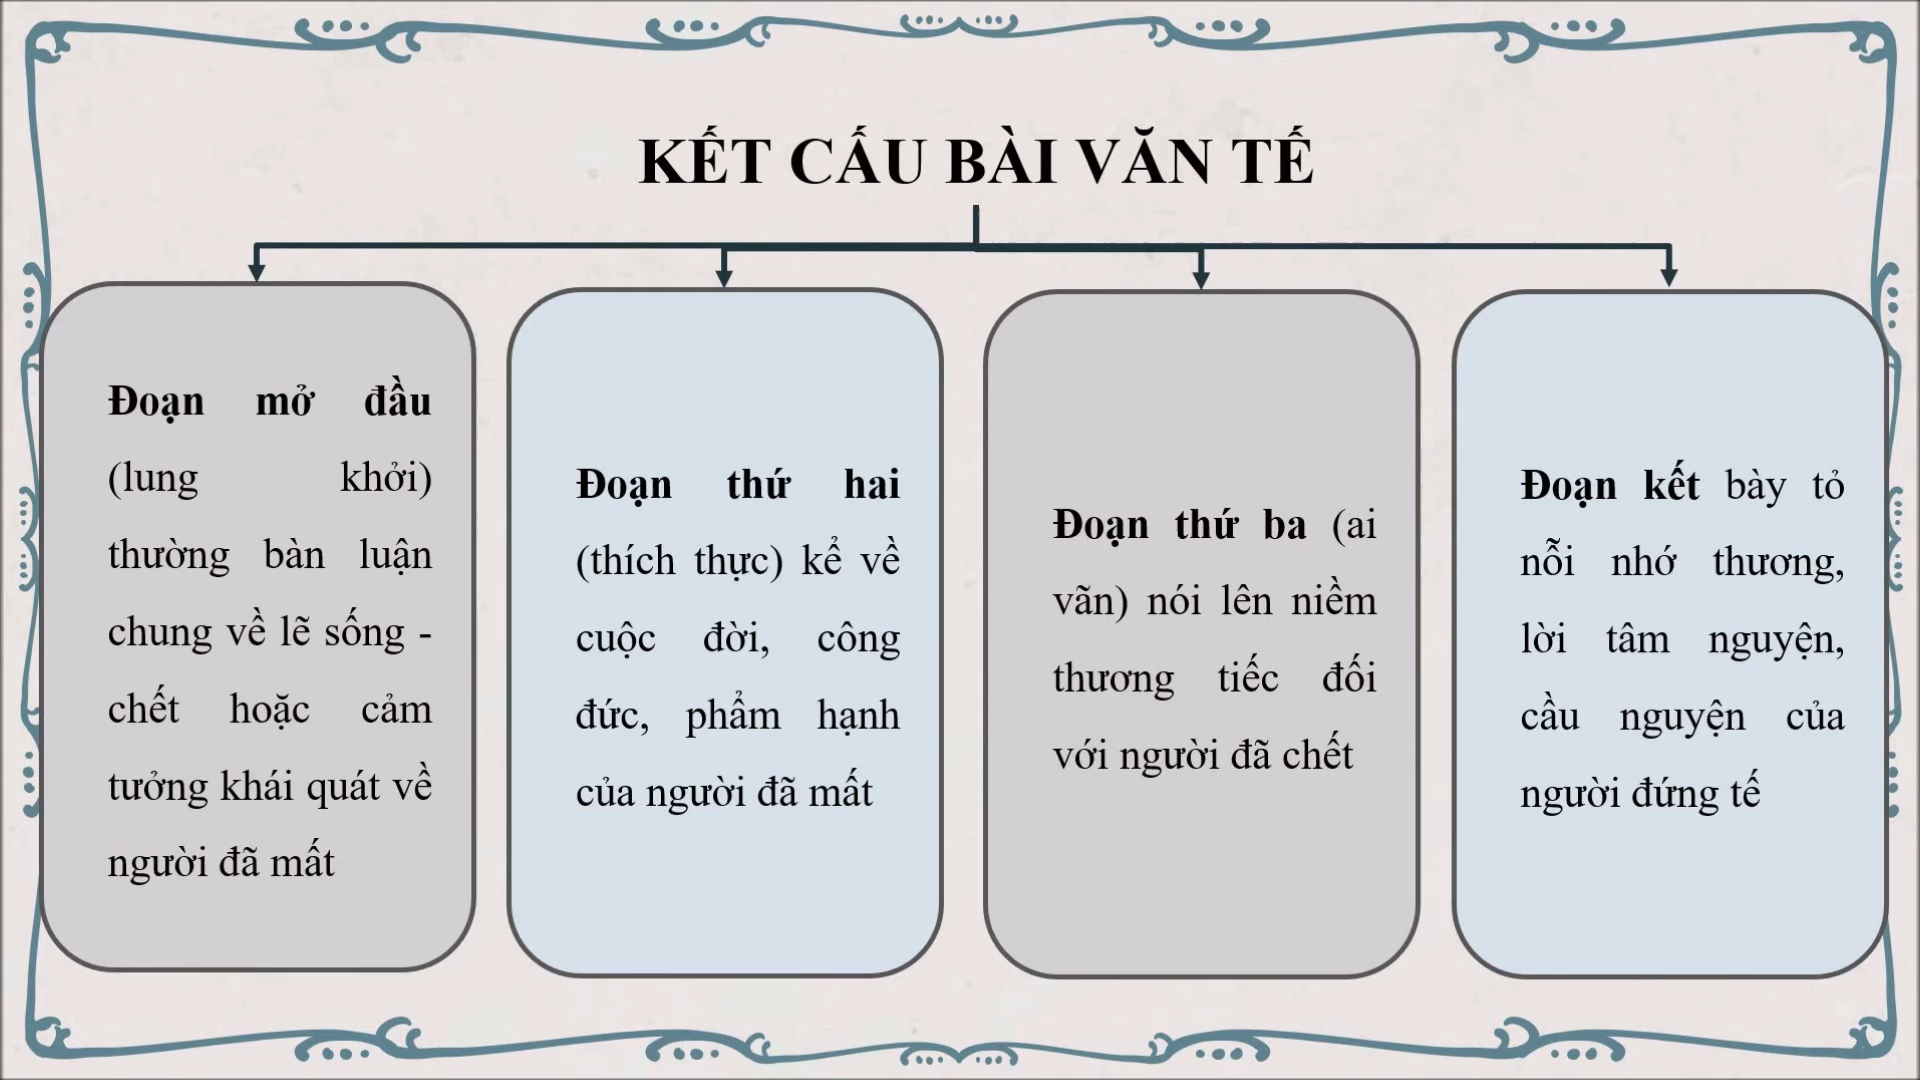 KẾT CẤU BÀI VĂN TẾ
Đoạn mở đầu
(lung khởi)
thường bàn luận
chung về lẽ sống -
chết hoặc cảm
tưởng khái quát về
người đã mất
Đoạn thứ hai
(thích thực) kể về
cuộc đời, công
đức, phẩm hạnh
của người đã mất
Đoạn thứ ba (ai
vãn) nói lên niềm
thương tiếc đối
với người đã chết
Đoạn kết bày tỏ
nỗi nhớ thương,
lời tâm nguyện,
cầu nguyện của
người đứng tế